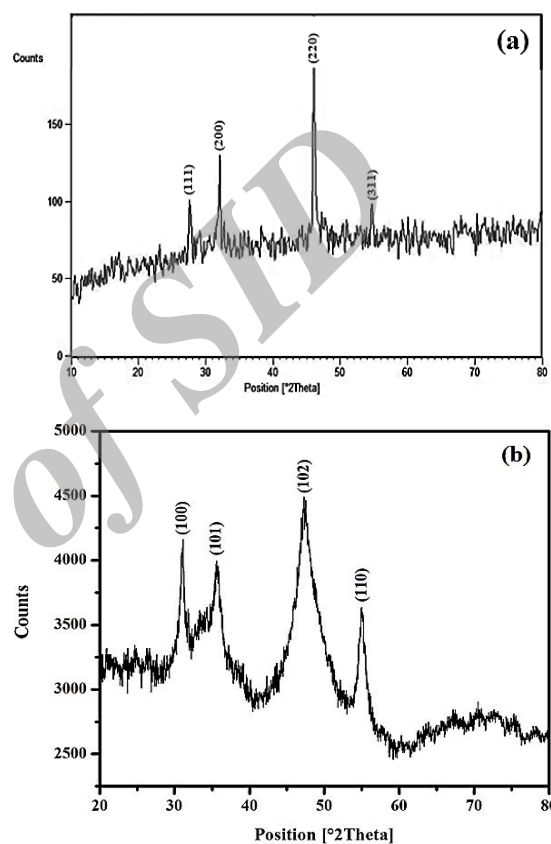 (a)
Counts
(220)
(200)
(111)
(311)
150
100
50
0
10 20 30 40 50 60 70 80
Position [°2Theta]
of SID
(b)
5000
4500
4000
3500
3000
2500
Counts
(100)
(101)
(102)
(110)
20 30 40 50 60 70 80
Position [°2Theta]